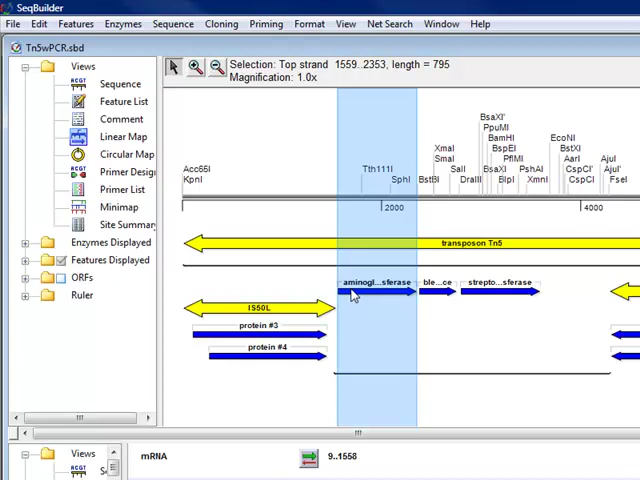 SeqBuilder
File Edit Features Enzymes Sequence Cloning Priming Format View Net Search Window Help
Tn5wPCR.sbd
Views
Sequence
Feature List
Comment
Linear Map
Circular Map
Primer Desig
Primer List
Minimap
Site Summar
Enzymes Displayed
Features Displayed
ORFs
Ruler
Selection: Top strand 1559..2353, length = 795
Magnification: 1.0x
BsaXI'
PpuMI
XmaI BamHI EcoNI
SmaI BspEI BstXI
Acc65I Tth111I SalI PflMI AarI AjuI
KpnI SphI BstBI DraIII BsaXI BlpI PshAI XmnI CspCI' CspCI AjuI' FseI
2000 4000
transposon Tn5
aminogl...sferase ble...ce strepto...sferase
IS50L
protein #3
protein #4
Views
mRNA 9..1558